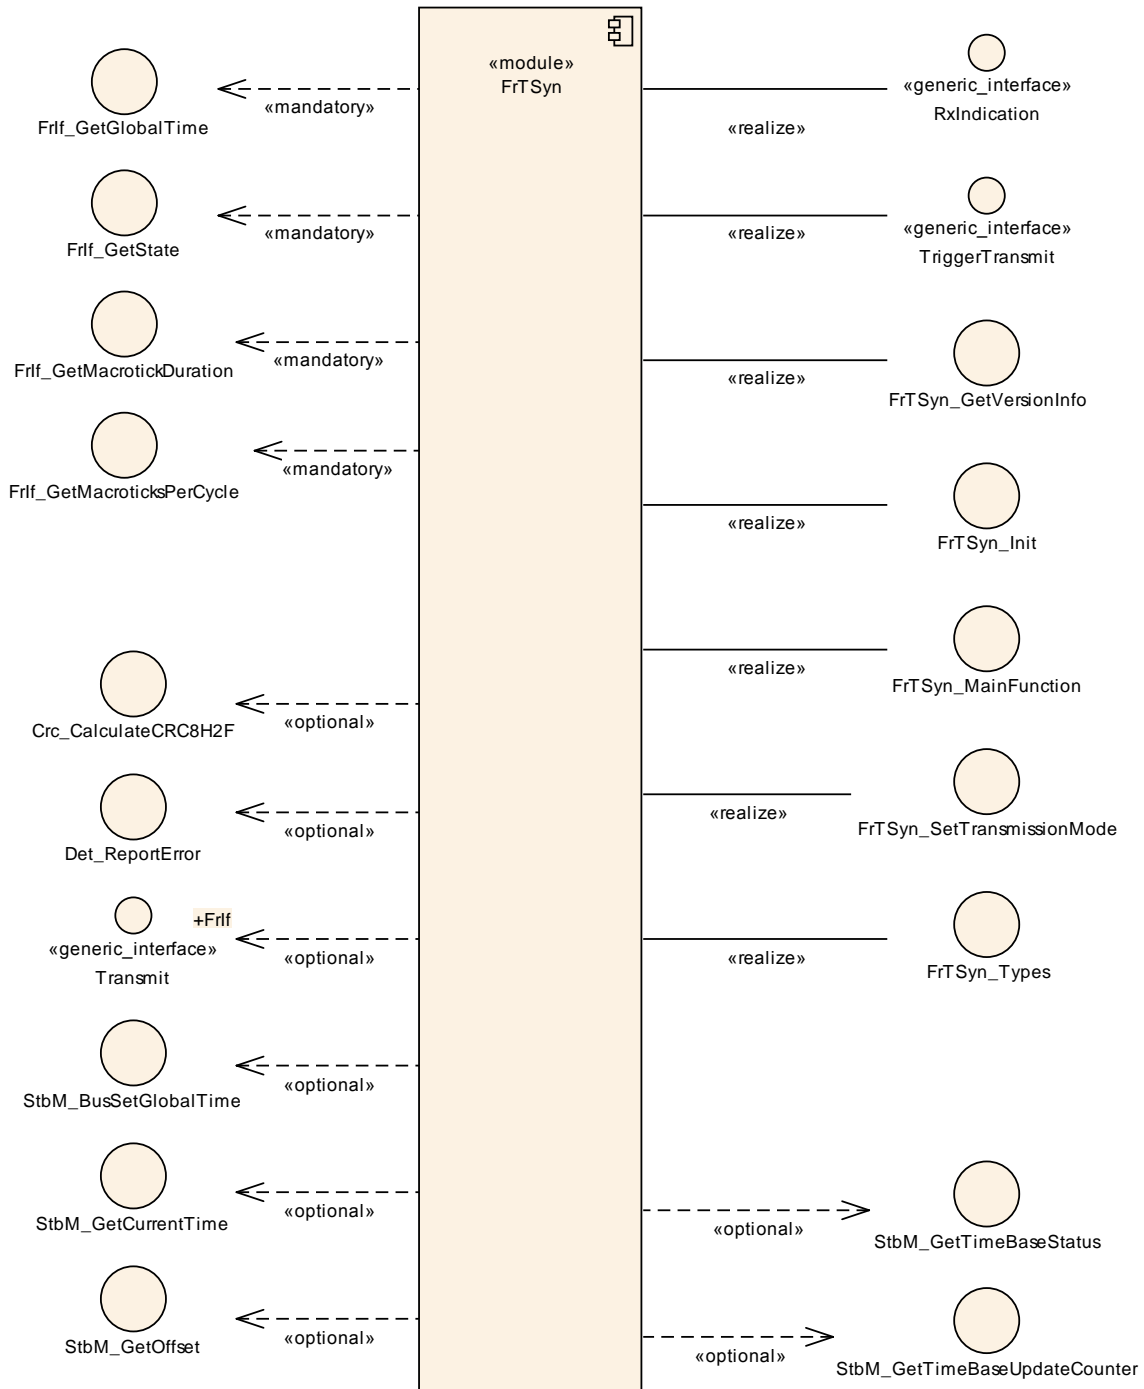 «module»
FrTSyn
FrIf_GetGlobalTime
«mandatory»
«generic_interface»
RxIndication
«realize»
FrIf_GetState
«mandatory»
«generic_interface»
TriggerTransmit
«realize»
FrIf_GetMacrotickDuration
«mandatory»
FrTSyn_GetVersionInfo
«realize»
FrIf_GetMacroticksPerCycle
«mandatory»
FrTSyn_Init
«realize»
Crc_CalculateCRC8H2F
«optional»
FrTSyn_MainFunction
«realize»
Det_ReportError
«optional»
FrTSyn_SetTransmissionMode
«realize»
+FrIf
«generic_interface»
Transmit
«optional»
FrTSyn_Types
«realize»
StbM_BusSetGlobalTime
«optional»
StbM_GetCurrentTime
«optional»
StbM_GetTimeBaseStatus
«optional»
StbM_GetOffset
«optional»
StbM_GetTimeBaseUpdateCounter
«optional»